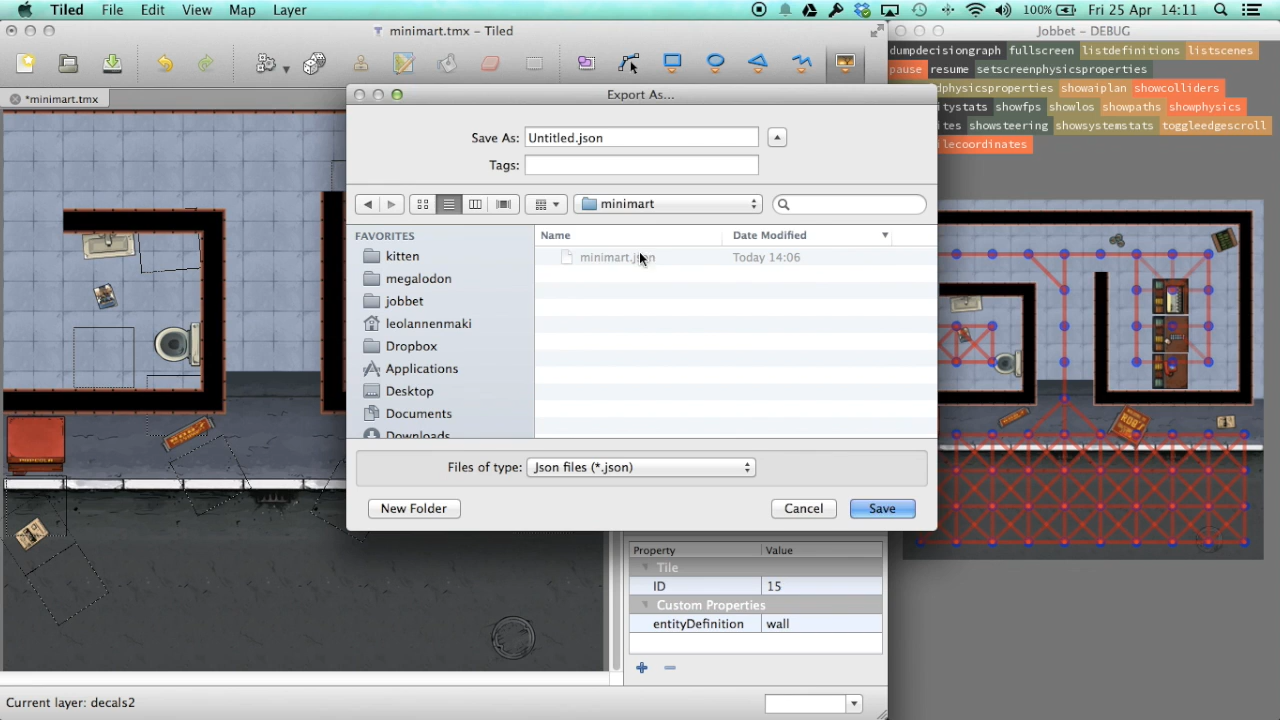 Tiled File Edit View Map Layer 100% Fri 25 Apr 14:11
minimart.tmx – Tiled
Jobbet – DEBUG
dumpdecisiongraph fullscreen listdefinitions listscenes
pause resume setscreenphysicsproperties
dphysicsproperties showaiplan showcolliders
itystats showfps showlos showpaths showphysics
ites showsteering showsystemstats toggleedgescroll
lecoordinates
*minimart.tmx
Export As...
Save As: Untitled.json
Tags:
minimart
FAVORITES
kitten
megalodon
jobbet
leolannenmaki
Dropbox
Applications
Desktop
Documents
Downloads
Name Date Modified
minimart.json Today 14:06
Files of type: Json files (*.json)
New Folder Cancel Save
Property Value
Tile
ID 15
Custom Properties
entityDefinition wall
Current layer: decals2